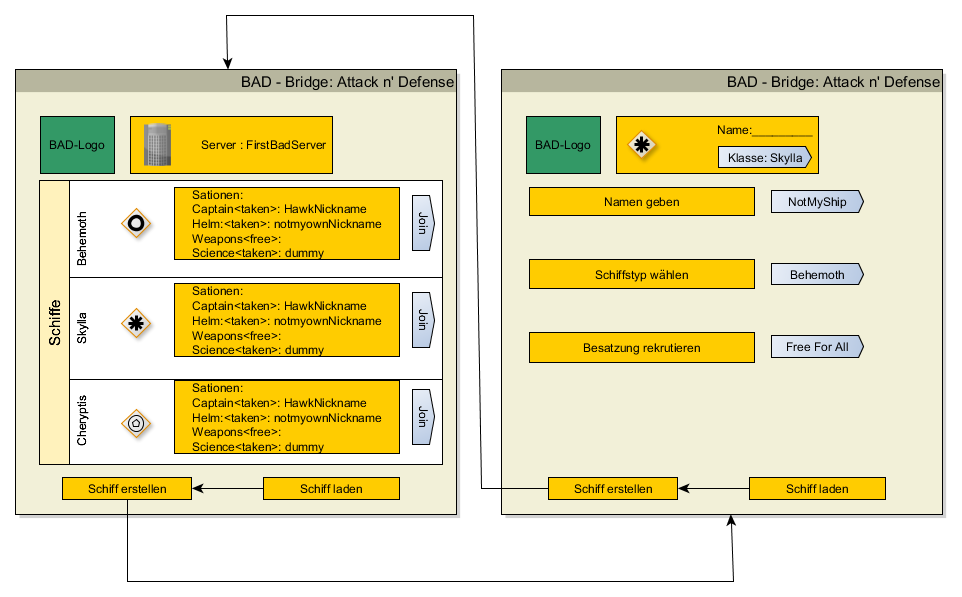 BAD - Bridge: Attack n' Defense
BAD-Logo
Server : FirstBadServer
Schiffe
Behemoth
Sationen:
Captain<taken>: HawkNickname
Helm:<taken>: notmyownNickname
Weapons<free>:
Science<taken>: dummy
Join
Skylla
Sationen:
Captain<taken>: HawkNickname
Helm:<taken>: notmyownNickname
Weapons<free>:
Science<taken>: dummy
Join
Cheryptis
Sationen:
Captain<taken>: HawkNickname
Helm:<taken>: notmyownNickname
Weapons<free>:
Science<taken>: dummy
Join
Schiff erstellen
Schiff laden
BAD - Bridge: Attack n' Defense
BAD-Logo
Name:_________
Klasse: Skylla
Namen geben
NotMyShip
Schiffstyp wählen
Behemoth
Besatzung rekrutieren
Free For All
Schiff erstellen
Schiff laden